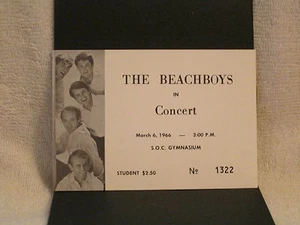 THE BEACHBOYS
IN
Concert
March 6, 1966 — 3:00 P.M.
S.O.C. GYMNASIUM
STUDENT $2.50 No 1322